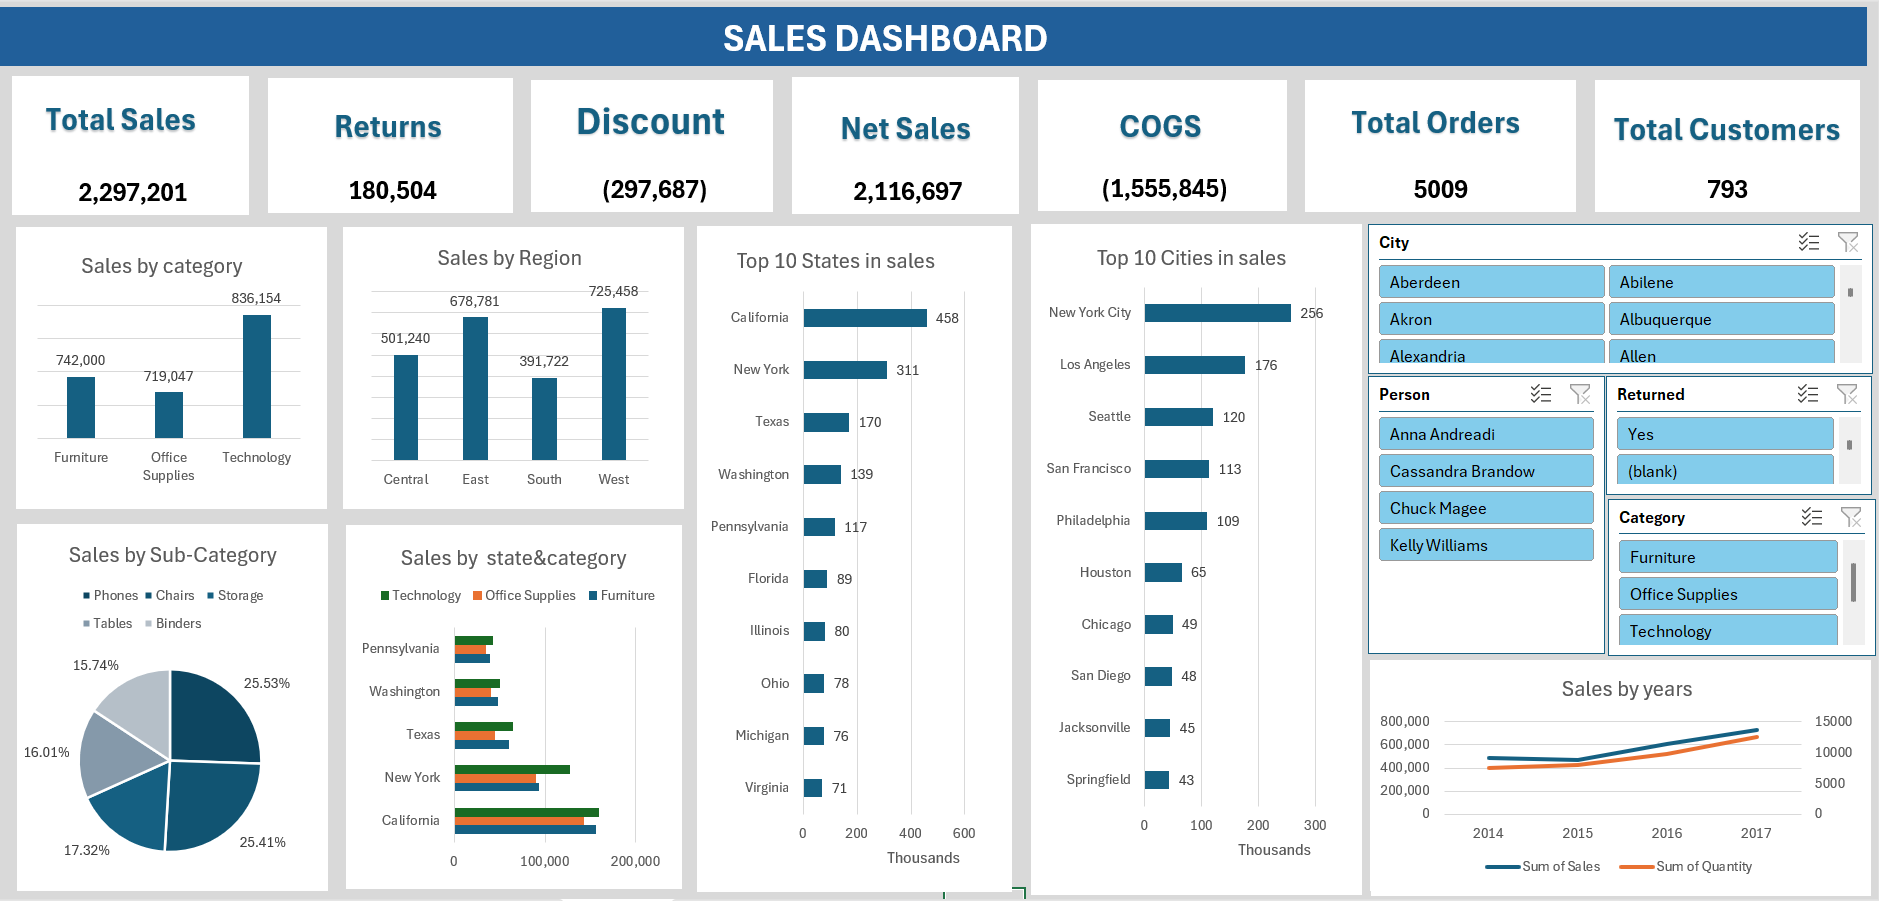 SALES DASHBOARD
Total Sales
2,297,201
Returns
180,504
Discount
(297,687)
Net Sales
2,116,697
COGS
(1,555,845)
Total Orders
5009
Total Customers
793
Sales by category
836,154
742,000
719,047
Furniture
Office
Supplies
Technology
Sales by Region
725,458
678,781
501,240
391,722
Central
East
South
West
Top 10 States in sales
California 458
New York 311
Texas 170
Washington 139
Pennsylvania 117
Florida 89
Illinois 80
Ohio 78
Michigan 76
Virginia 71
0 200 400 600
Thousands
Top 10 Cities in sales
New York City 256
Los Angeles 176
Seattle 120
San Francisco 113
Philadelphia 109
Houston 65
Chicago 49
San Diego 48
Jacksonville 45
Springfield 43
0 100 200 300
Thousands
City
Aberdeen
Abilene
Akron
Albuquerque
Alexandria
Allen
Person
Anna Andreadi
Cassandra Brandow
Chuck Magee
Kelly Williams
Returned
Yes
(blank)
Category
Furniture
Office Supplies
Technology
Sales by Sub-Category
Phones Chairs Storage
Tables Binders
15.74%
25.53%
16.01%
17.32%
25.41%
Sales by  state&category
Technology Office Supplies Furniture
Pennsylvania
Washington
Texas
New York
California
0 100,000 200,000
Sales by years
800,000 15000
600,000
10000
400,000
5000
200,000
0 0
2014 2015 2016 2017
Sum of Sales Sum of Quantity